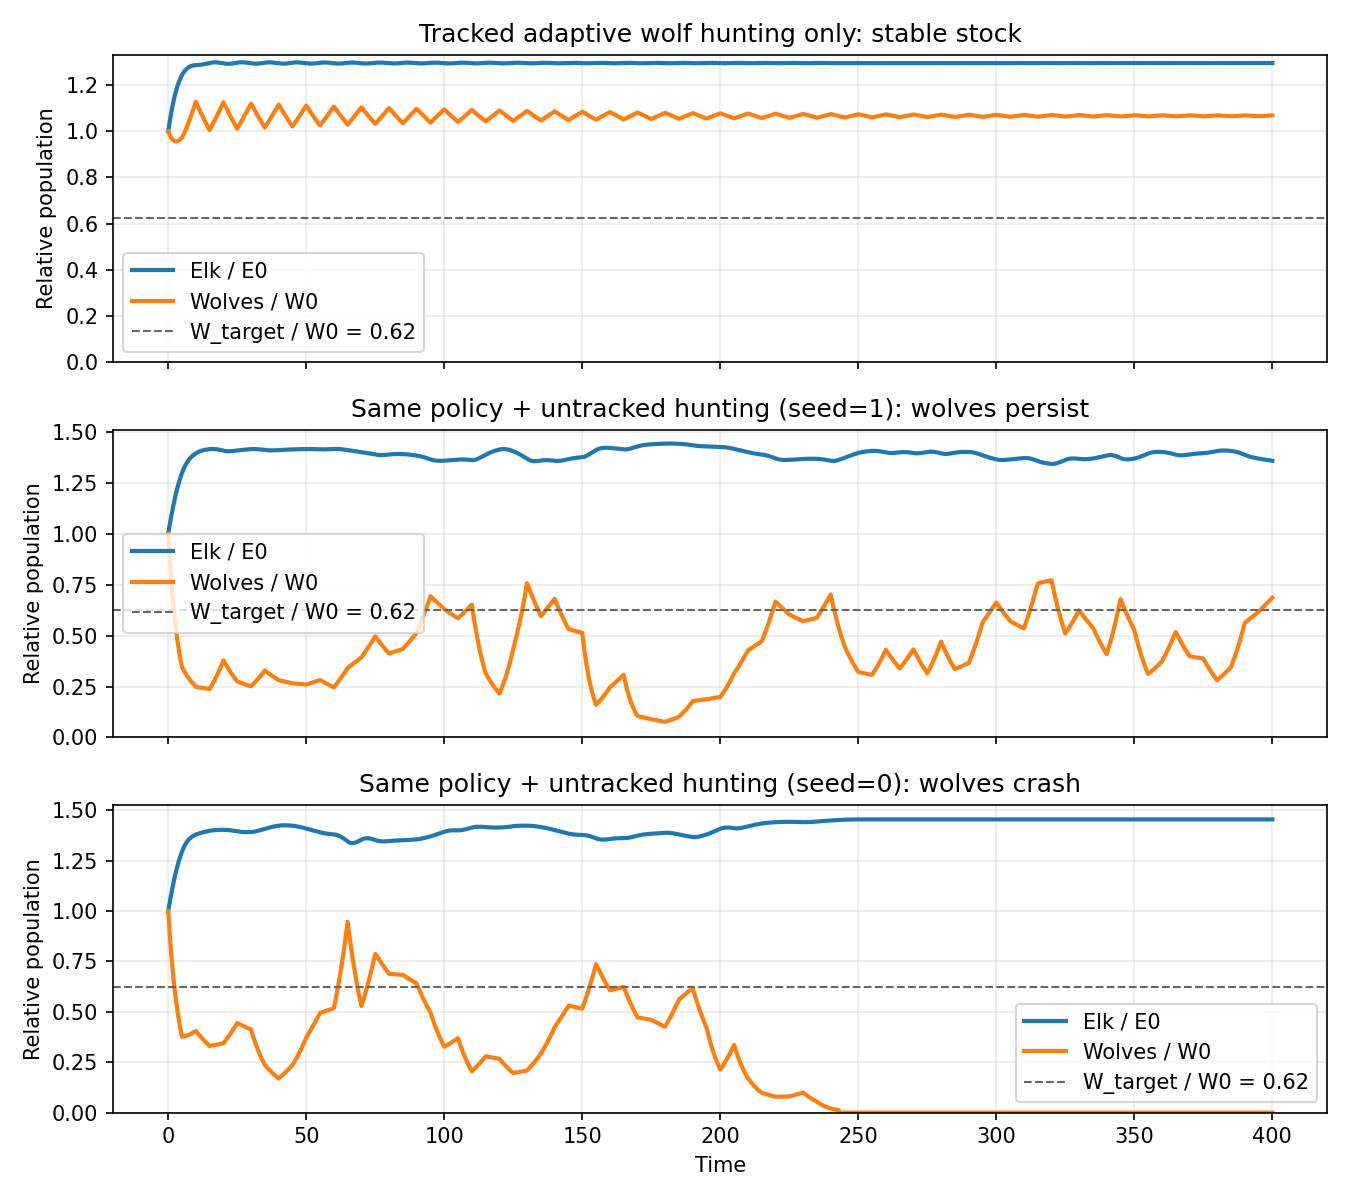 Tracked adaptive wolf hunting only: stable stock
Relative population
1.2
1.0
0.8
0.6
0.4
0.2
0.0
Elk / E0
Wolves / W0
W_target / W0 = 0.62
Same policy + untracked hunting (seed=1): wolves persist
Relative population
1.50
1.25
1.00
0.75
0.50
0.25
0.00
Elk / E0
Wolves / W0
W_target / W0 = 0.62
Same policy + untracked hunting (seed=0): wolves crash
Relative population
1.50
1.25
1.00
0.75
0.50
0.25
0.00
Elk / E0
Wolves / W0
W_target / W0 = 0.62
0 50 100 150 200 250 300 350 400
Time